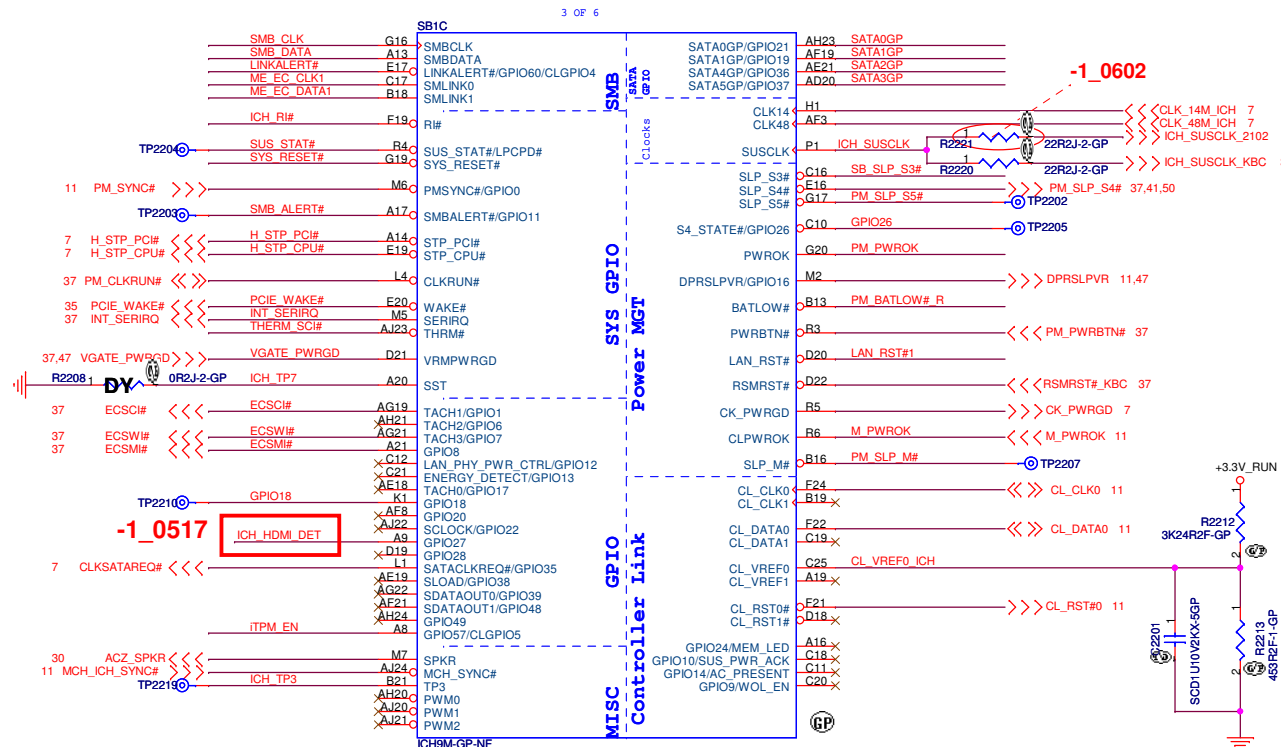 3 OF 6
SB1C
SMB_CLK G16 SMBCLK
SMB_DATA A13 SMBDATA
LINKALERT# E17 LINKALERT#/GPIO60/CLGPIO4
ME_EC_CLK1 C17 SMLINK0
ME_EC_DATA1 B18 SMLINK1
ICH_RI# F19 RI#
TP2204 SUS_STAT# R4 SUS_STAT#/LPCPD#
SYS_RESET# G19 SYS_RESET#
11 PM_SYNC# M6 PMSYNC#/GPIO0
TP2203 SMB_ALERT# A17 SMBALERT#/GPIO11
7 H_STP_PCI# H_STP_PCI# A14 STP_PCI#
7 H_STP_CPU# H_STP_CPU# E19 STP_CPU#
37 PM_CLKRUN# L4 CLKRUN#
35 PCIE_WAKE# PCIE_WAKE# E20 WAKE#
37 INT_SERIRQ INT_SERIRQ M5 SERIRQ
THERM_SCI# AJ23 THRM#
37,47 VGATE_PWRGD VGATE_PWRGD D21 VRMPWRGD
R2208 1 DY 0R2J-2-GP ICH_TP7 A20 SST
37 ECSCI# ECSCI# AG19 TACH1/GPIO1
AH21 TACH2/GPIO6
37 ECSWI# ECSWI# AG21 TACH3/GPIO7
37 ECSMI# ECSMI# A21 GPIO8
C12 LAN_PHY_PWR_CTRL/GPIO12
C21 ENERGY_DETECT/GPIO13
AE18 TACH0/GPIO17
TP2210 GPIO18 K1 GPIO18
AF8 GPIO20
-1_0517
AJ22 SCLOCK/GPIO22
ICH_HDMI_DET A9 GPIO27
D19 GPIO28
7 CLKSATAREQ# L1 SATACLKREQ#/GPIO35
AE19 SLOAD/GPIO38
AG22 SDATAOUT0/GPIO39
AF21 SDATAOUT1/GPIO48
AH24 GPIO49
iTPM_EN A8 GPIO57/CLGPIO5
30 ACZ_SPKR M7 SPKR
11 MCH_ICH_SYNC# AJ24 MCH_SYNC#
TP2219 ICH_TP3 B21 TP3
AH20 PWM0
AJ20 PWM1
AJ21 PWM2
ICH9M-GP-NF
SMB
SATA
GPIO
Clocks
SYS GPIO
Power MGT
GPIO
Controller Link
MISC
SATA0GP/GPIO21 AH23 SATA0GP
SATA1GP/GPIO19 AF19 SATA1GP
SATA4GP/GPIO36 AE21 SATA2GP
SATA5GP/GPIO37 AD20 SATA3GP
-1_0602
CLK14 H1 CLK_14M_ICH 7
CLK48 AF3 CLK_48M_ICH 7
SUSCLK P1 ICH_SUSCLK R2221 1 22R2J-2-GP ICH_SUSCLK_2102
R2220 1 22R2J-2-GP ICH_SUSCLK_KBC
SLP_S3# C16 SB_SLP_S3#
SLP_S4# E16 PM_SLP_S4# 37,41,50
SLP_S5# G17 PM_SLP_S5# TP2202
S4_STATE#/GPIO26 C10 GPIO26 TP2205
PWROK G20 PM_PWROK
DPRSLPVR/GPIO16 M2 DPRSLPVR 11,47
BATLOW# B13 PM_BATLOW#_R
PWRBTN# R3 PM_PWRBTN# 37
LAN_RST# D20 LAN_RST#1
RSMRST# D22 RSMRST#_KBC 37
CK_PWRGD R5 CK_PWRGD 7
CLPWROK R6 M_PWROK 11
SLP_M# B16 PM_SLP_M# TP2207
CL_CLK0 F24 CL_CLK0 11
CL_CLK1 B19
CL_DATA0 F22 CL_DATA0 11
CL_DATA1 C19
CL_VREF0 C25 CL_VREF0_ICH
CL_VREF1 A19
CL_RST0# F21 CL_RST#0 11
CL_RST1# D18
GPIO24/MEM_LED A16
GPIO10/SUS_PWR_ACK C18
GPIO14/AC_PRESENT C11
GPIO9/WOL_EN C20
GP
+3.3V_RUN
1
R2212
3K24R2F-GP
2
SCD1U10V2KX-5GP
1
R2213
453R2F-1-GP
2